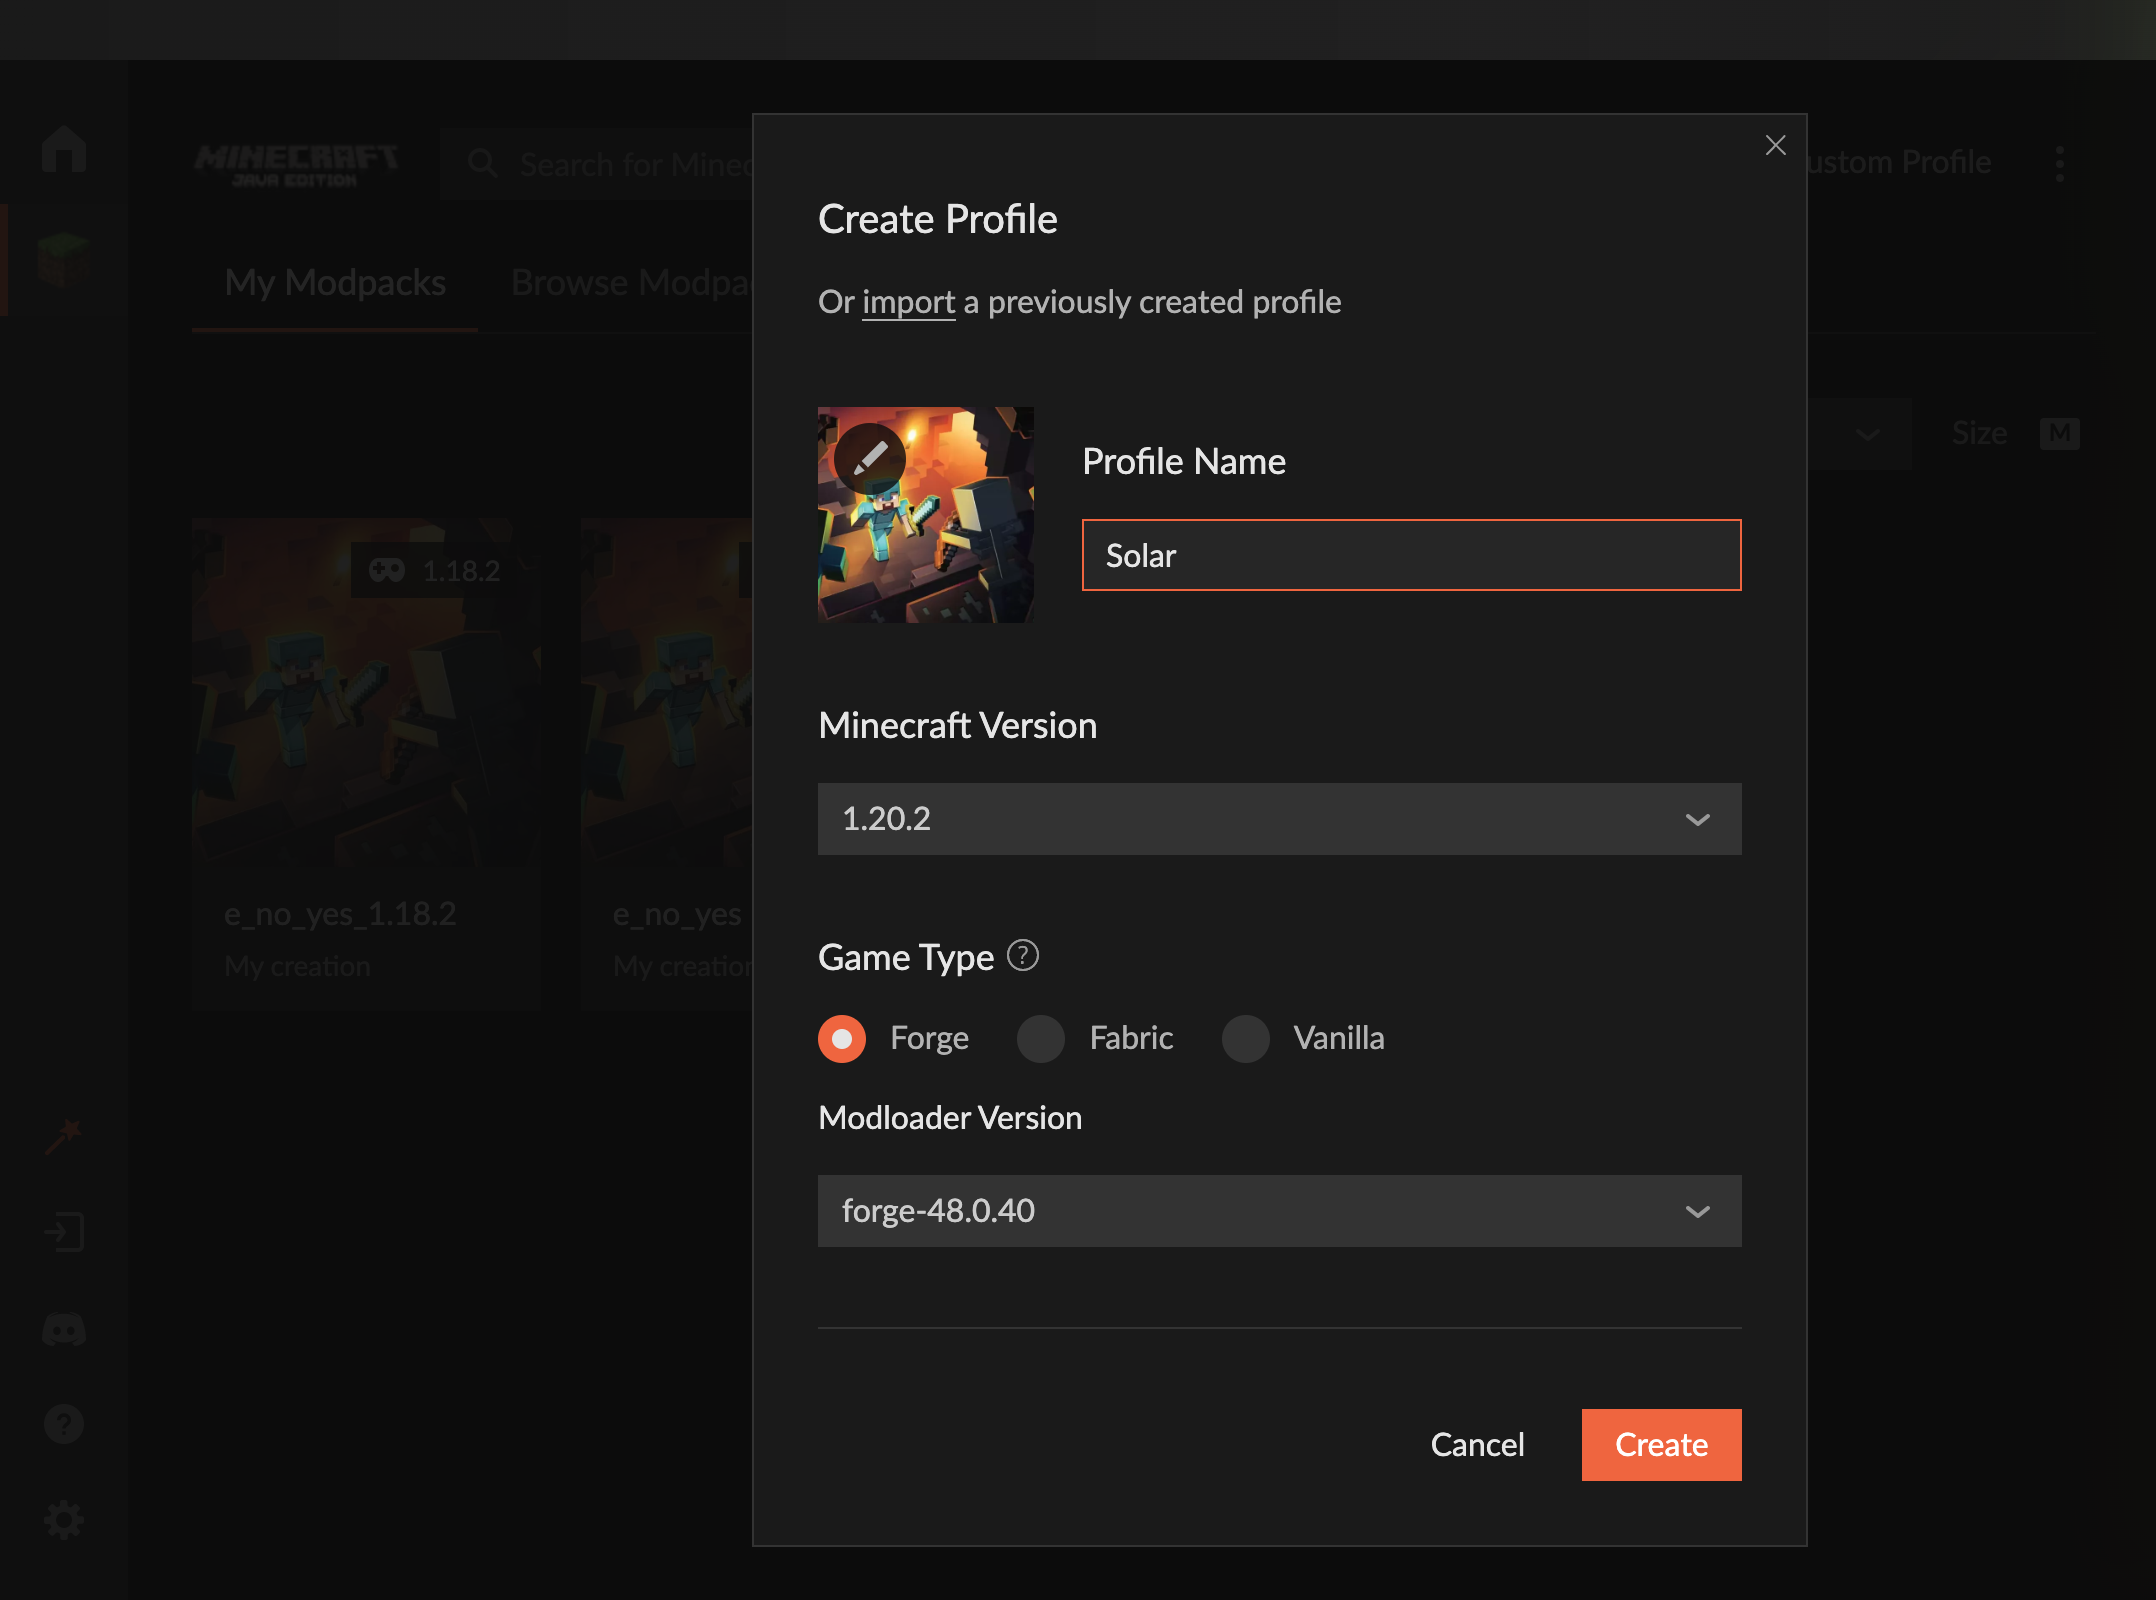 MINECRAFT
JAVA EDITION
Search for Minec
ustom Profile
My Modpacks
Browse Modpa
Size
M
1.18.2
e_no_yes_1.18.2
My creation
e_no_yes
My creation
Create Profile
Or import a previously created profile
Profile Name
Solar
Minecraft Version
1.20.2
Game Type ?
Forge
Fabric
Vanilla
Modloader Version
forge-48.0.40
Cancel
Create